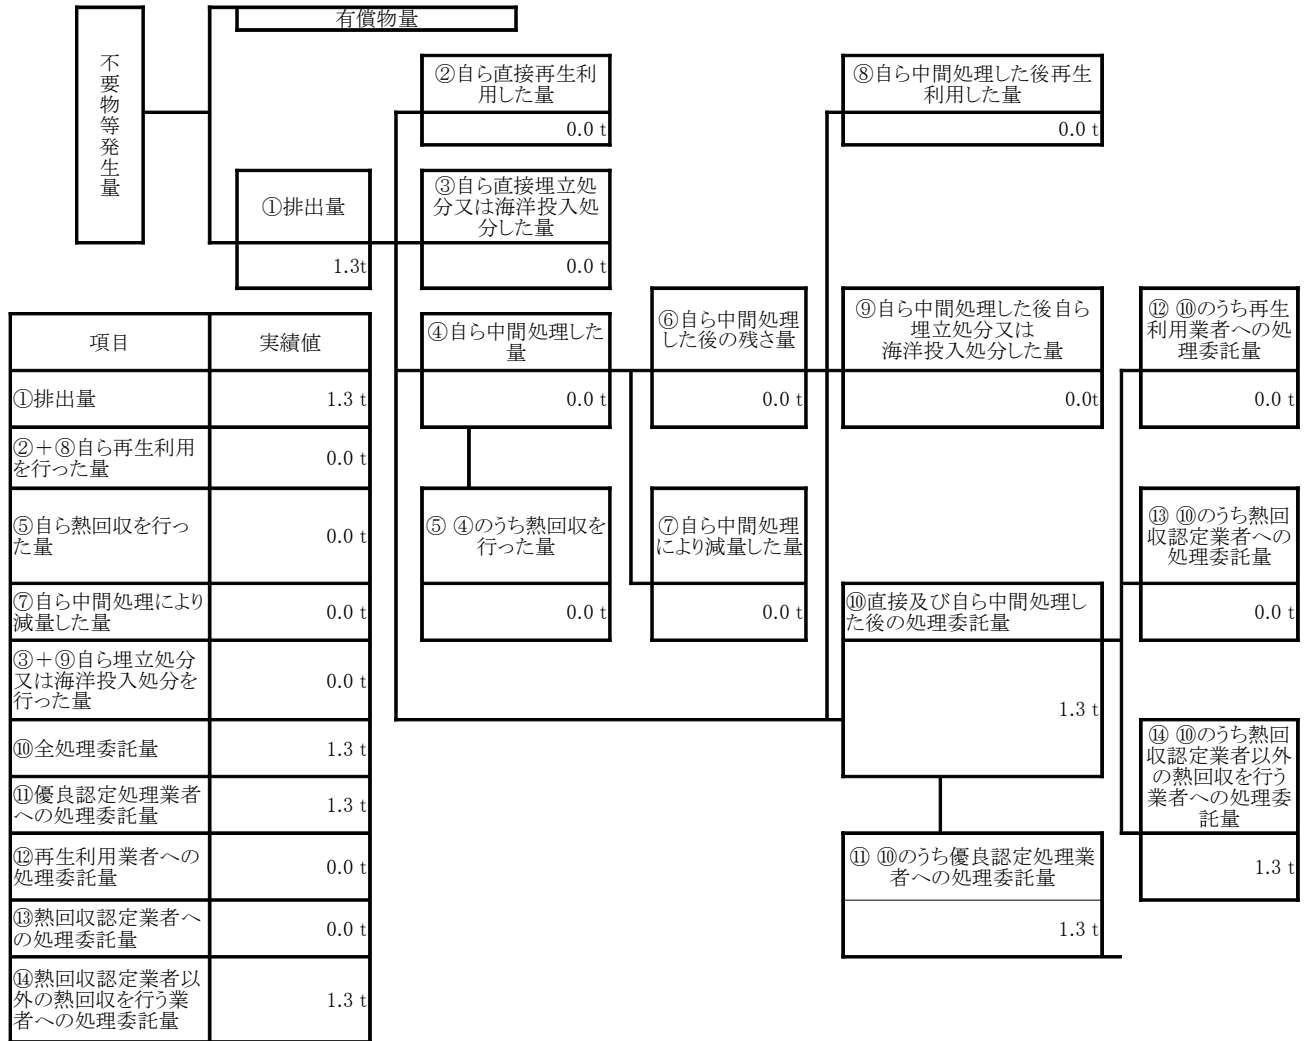 有償物量
不要物等発生量
②自ら直接再生利
用した量
0.0 t
⑧自ら中間処理した後再生
利用した量
0.0 t
①排出量
1.3t
③自ら直接埋立処
分又は海洋投入処
分した量
0.0 t
④自ら中間処理した
量
0.0 t
⑥自ら中間処理
した後の残さ量
0.0 t
⑨自ら中間処理した後自ら
埋立処分又は
海洋投入処分した量
0.0t
⑫ ⑩のうち再生
利用業者への処
理委託量
0.0 t
⑤ ④のうち熱回収を
行った量
0.0 t
⑦自ら中間処理
により減量した量
0.0 t
⑬ ⑩のうち熱回
収認定業者への
処理委託量
0.0 t
⑩直接及び自ら中間処理し
た後の処理委託量
1.3 t
⑭ ⑩のうち熱回
収認定業者以外
の熱回収を行う
業者への処理委
託量
1.3 t
⑪ ⑩のうち優良認定処理業
者への処理委託量
1.3 t
項目 実績値
①排出量 1.3 t
②＋⑧自ら再生利用
を行った量
0.0 t
⑤自ら熱回収を行っ
た量
0.0 t
⑦自ら中間処理により
減量した量
0.0 t
③＋⑨自ら埋立処分
又は海洋投入処分を
行った量
0.0 t
⑩全処理委託量 1.3 t
⑪優良認定処理業者
への処理委託量
1.3 t
⑫再生利用業者への
処理委託量
0.0 t
⑬熱回収認定業者へ
の処理委託量
0.0 t
⑭熱回収認定業者以
外の熱回収を行う業
者への処理委託量
1.3 t